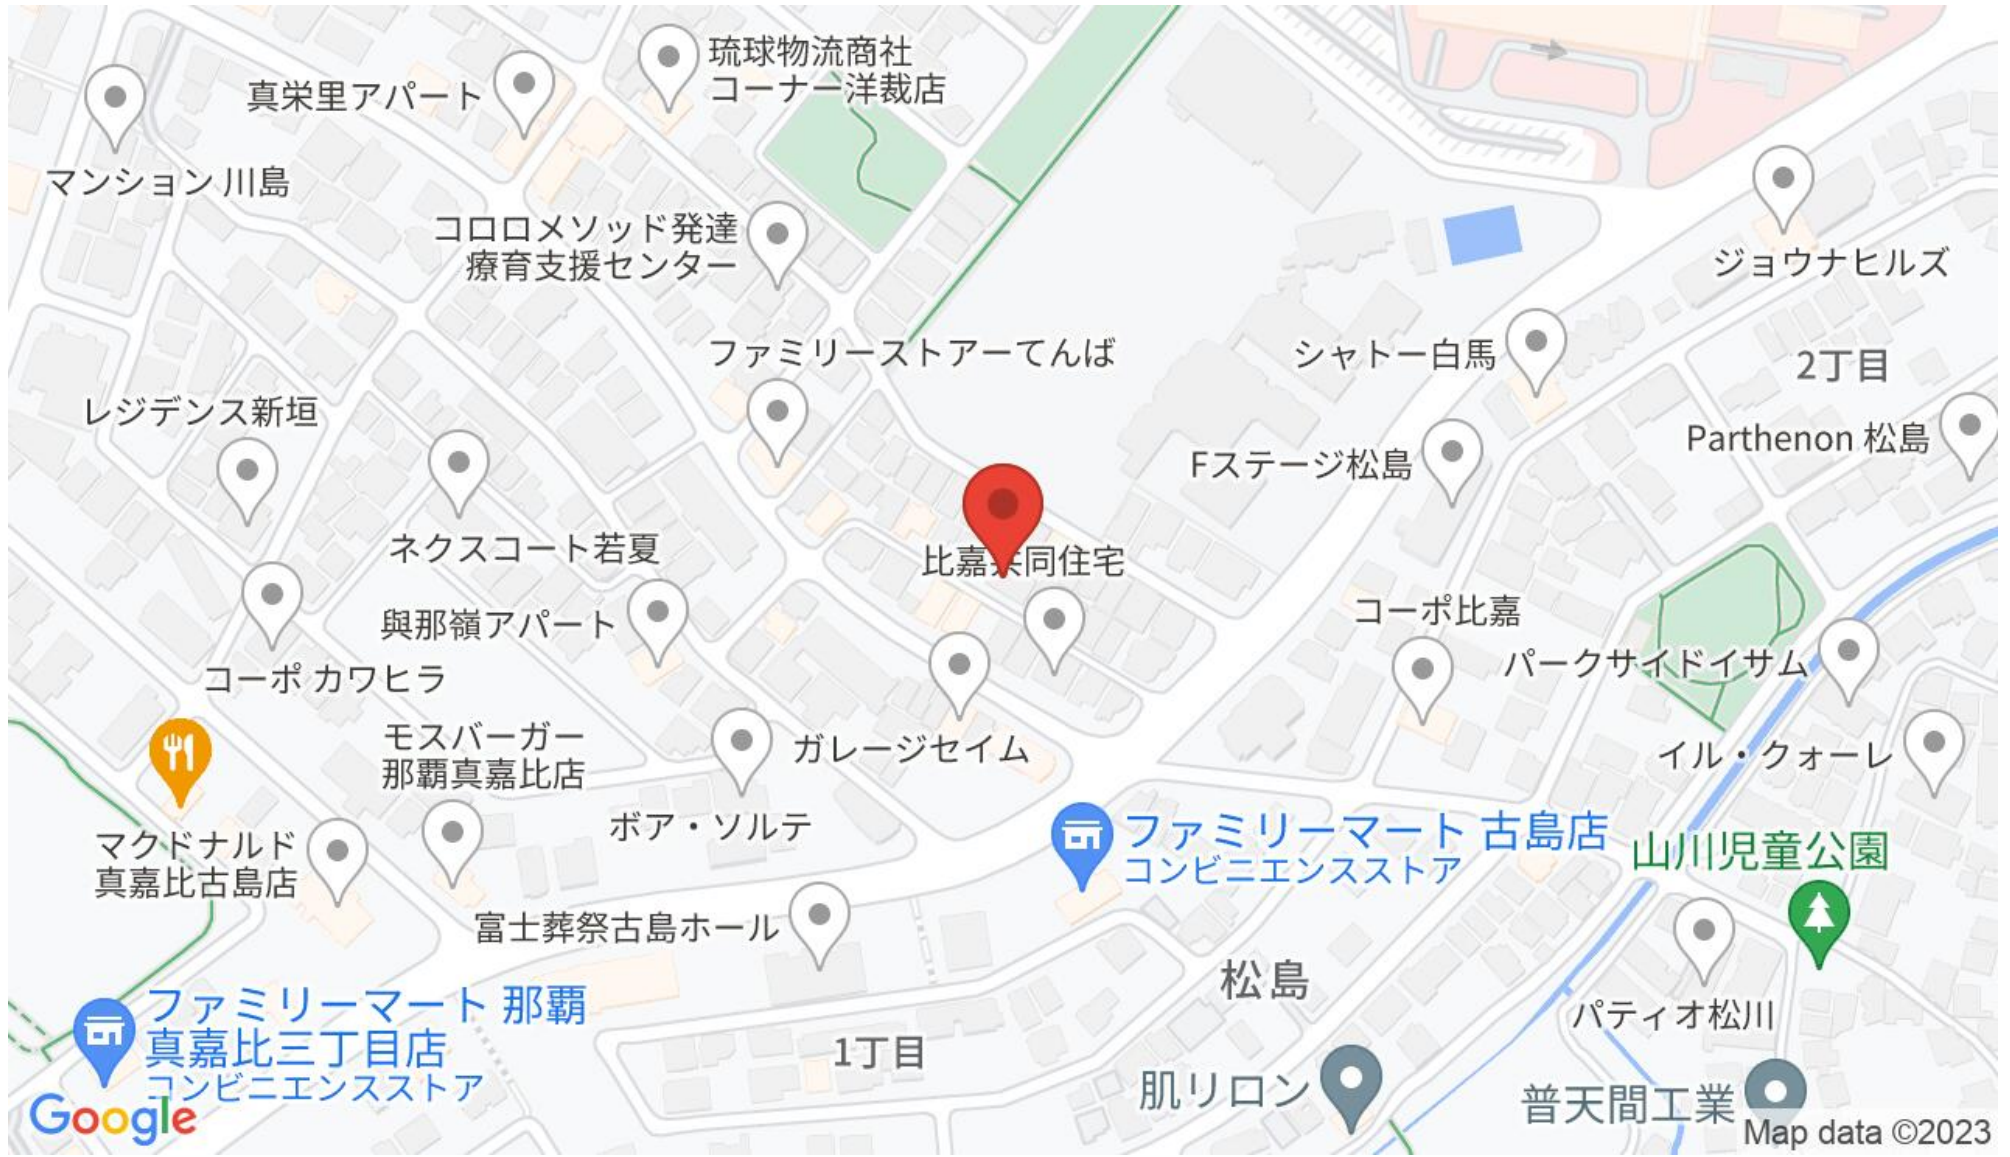 琉球物流商社
コーナー洋裁店
真栄里アパート
マンション川島
コロロメソッド発達
療育支援センター
ジョウナヒルズ
ファミリーストアーてんば
シャトー白馬
2丁目
レジデンス新垣
Parthenon 松島
Fステージ松島
ネクスコート若夏
比嘉共同住宅
與那嶺アパート
コーポ比嘉
コーポ カワヒラ
パークサイドイサム
モスバーガー
那覇真嘉比店
ガレージセイム
イル・クォーレ
ボア・ソルテ
ファミリーマート 古島店
コンビニエンスストア
マクドナルド
真嘉比古島店
山川児童公園
富士葬祭古島ホール
松島
ファミリーマート 那覇
真嘉比三丁目店
コンビニエンスストア
パティオ松川
1丁目
肌リロン
普天間工業
Google
Map data ©2023